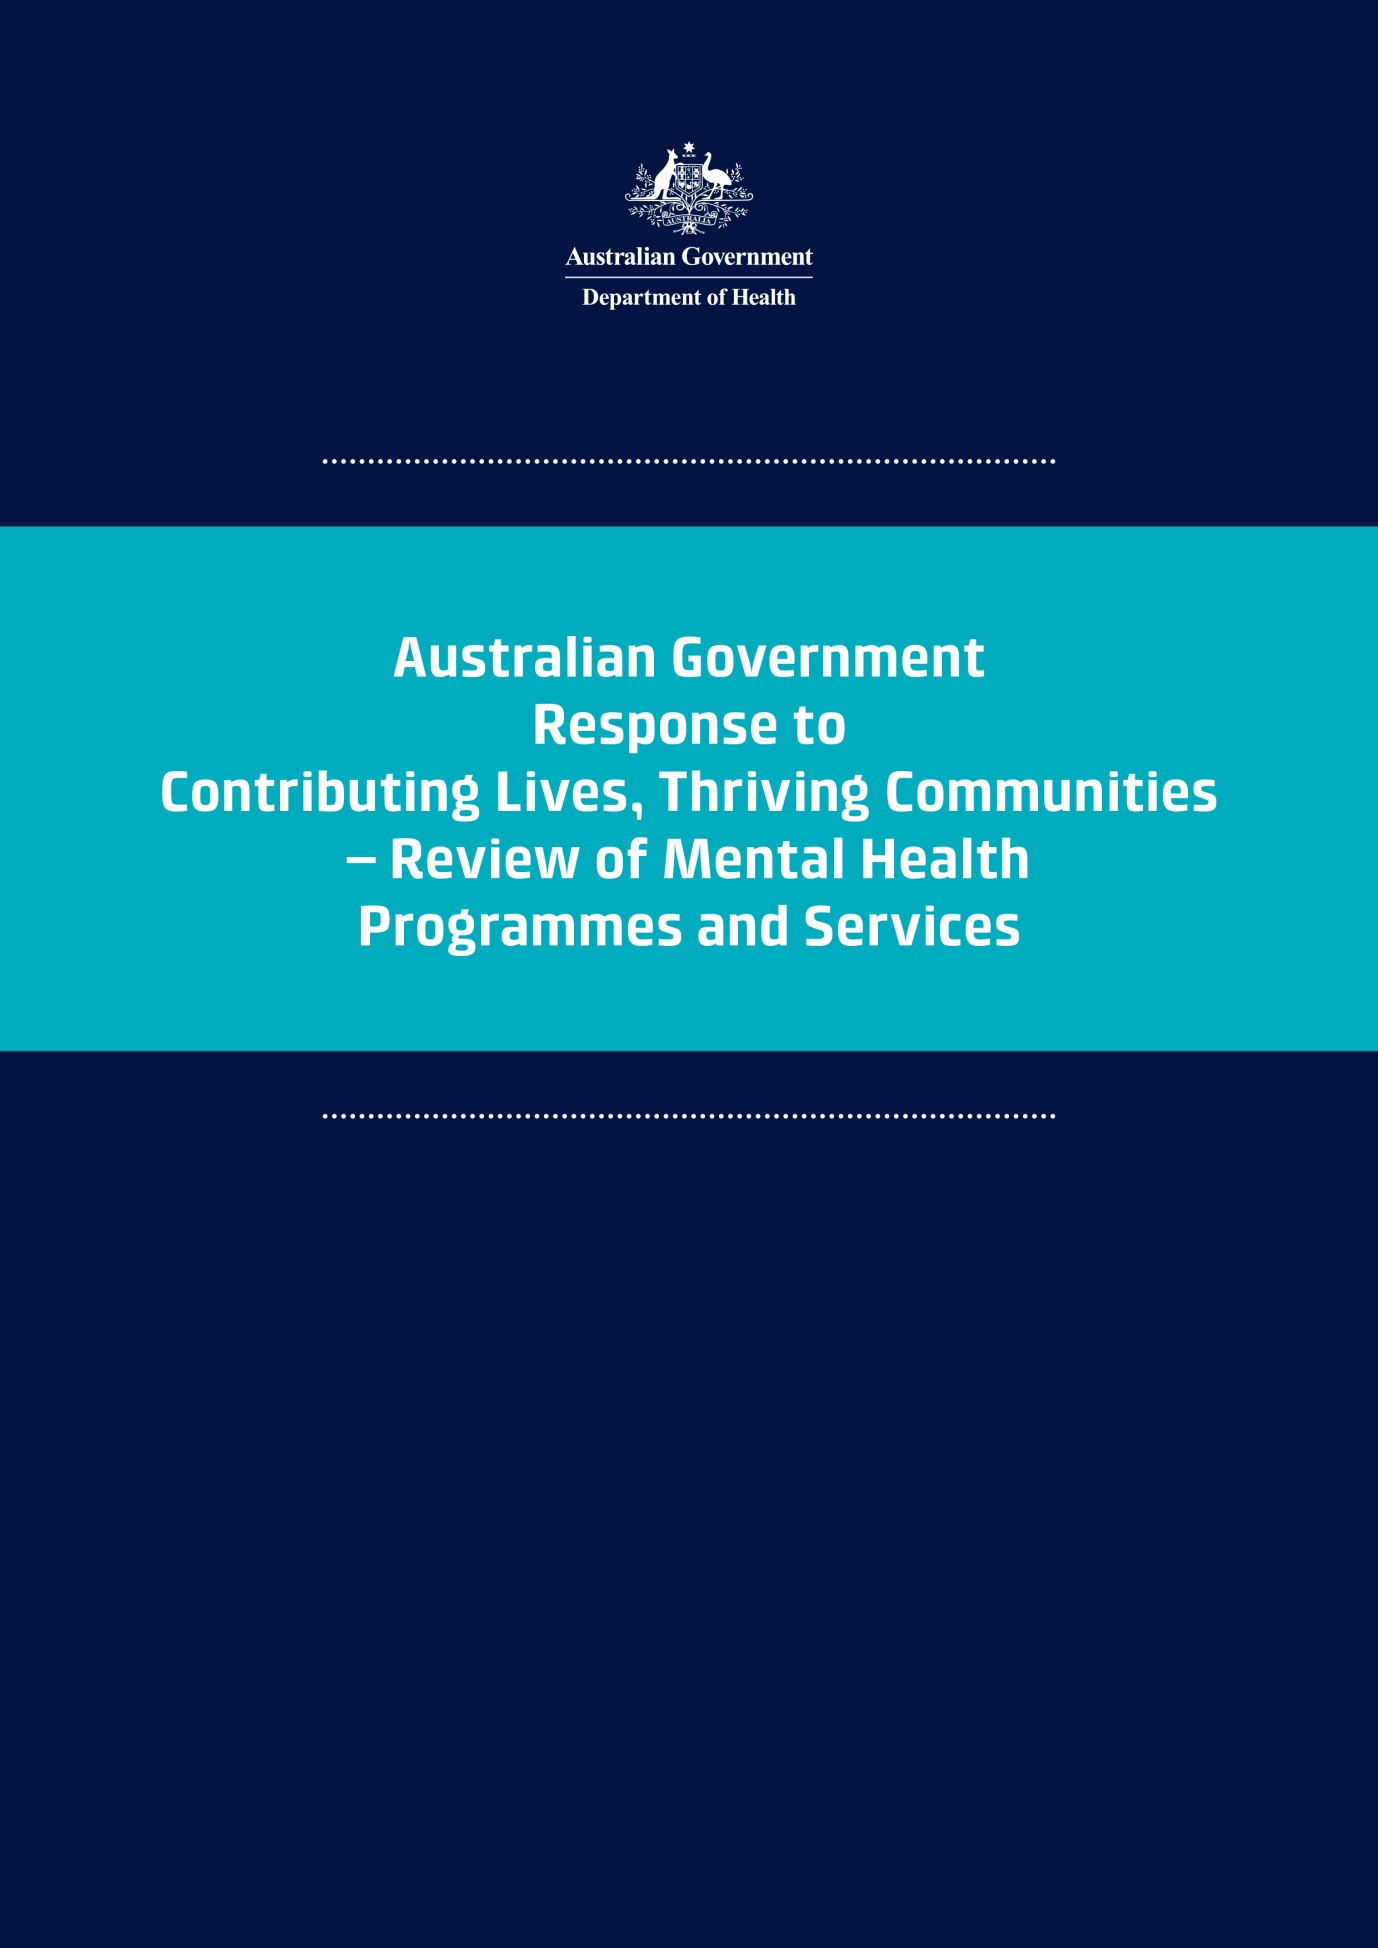 AUSTRALIA
Australian Government
Department of Health
Australian Government
Response to
Contributing Lives, Thriving Communities
– Review of Mental Health
Programmes and Services